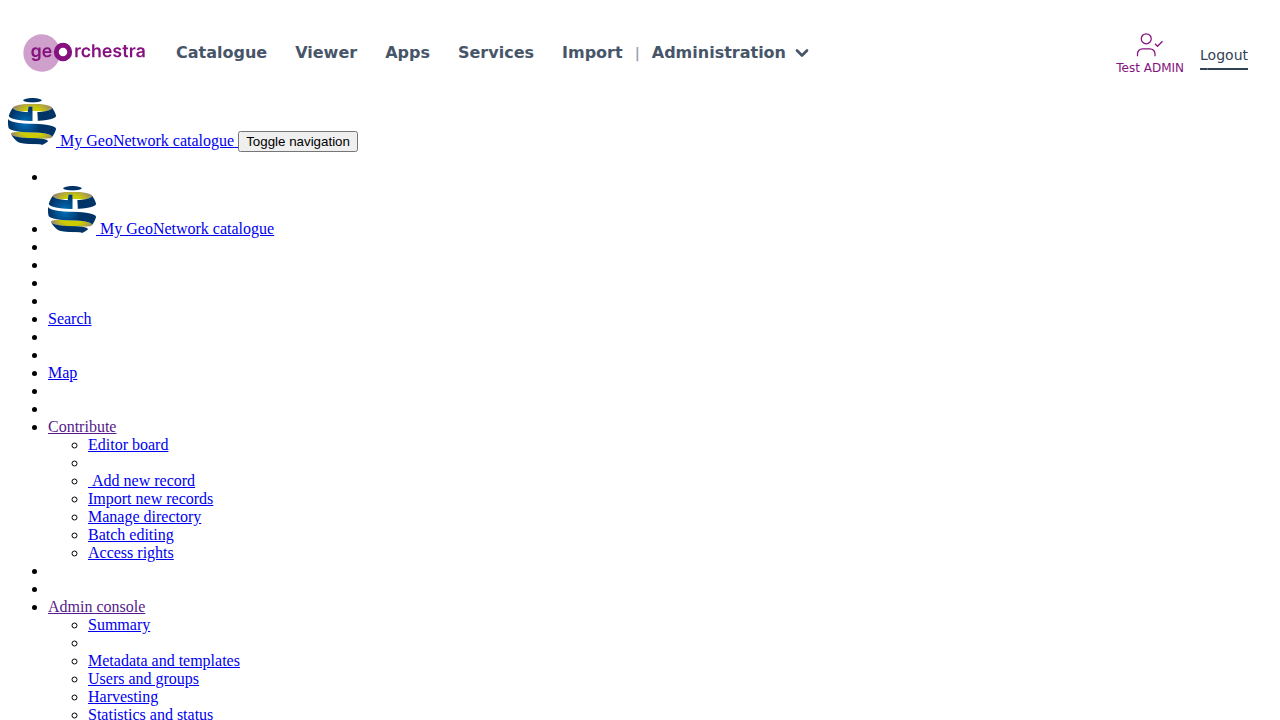 georchestra Catalogue Viewer Apps Services Import | Administration Test ADMIN Logout
My GeoNetwork catalogue Toggle navigation
My GeoNetwork catalogue
Search
Map
Contribute
Editor board
Add new record
Import new records
Manage directory
Batch editing
Access rights
Admin console
Summary
Metadata and templates
Users and groups
Harvesting
Statistics and status